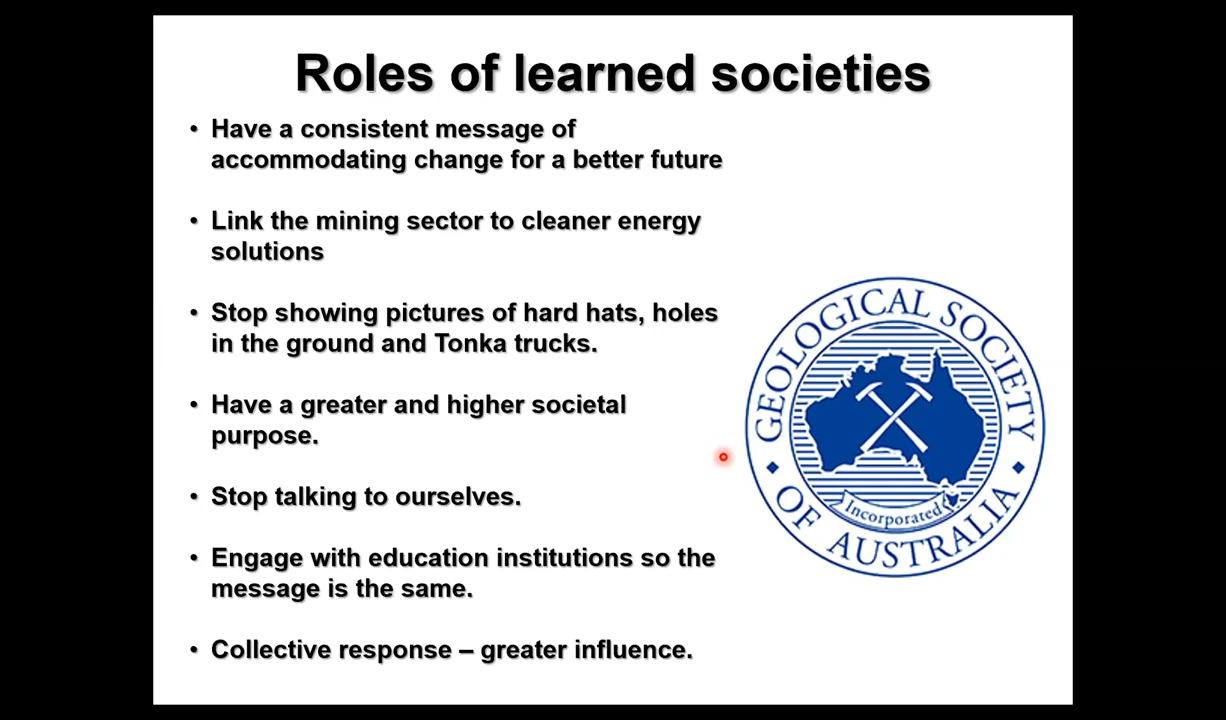 Roles of learned societies
• Have a consistent message of
accommodating change for a better future
• Link the mining sector to cleaner energy
solutions
• Stop showing pictures of hard hats, holes
in the ground and Tonka trucks.
• Have a greater and higher societal
purpose.
• Stop talking to ourselves.
• Engage with education institutions so the
message is the same.
• Collective response – greater influence.
GEOLOGICAL SOCIETY
OF AUSTRALIA
Incorporated